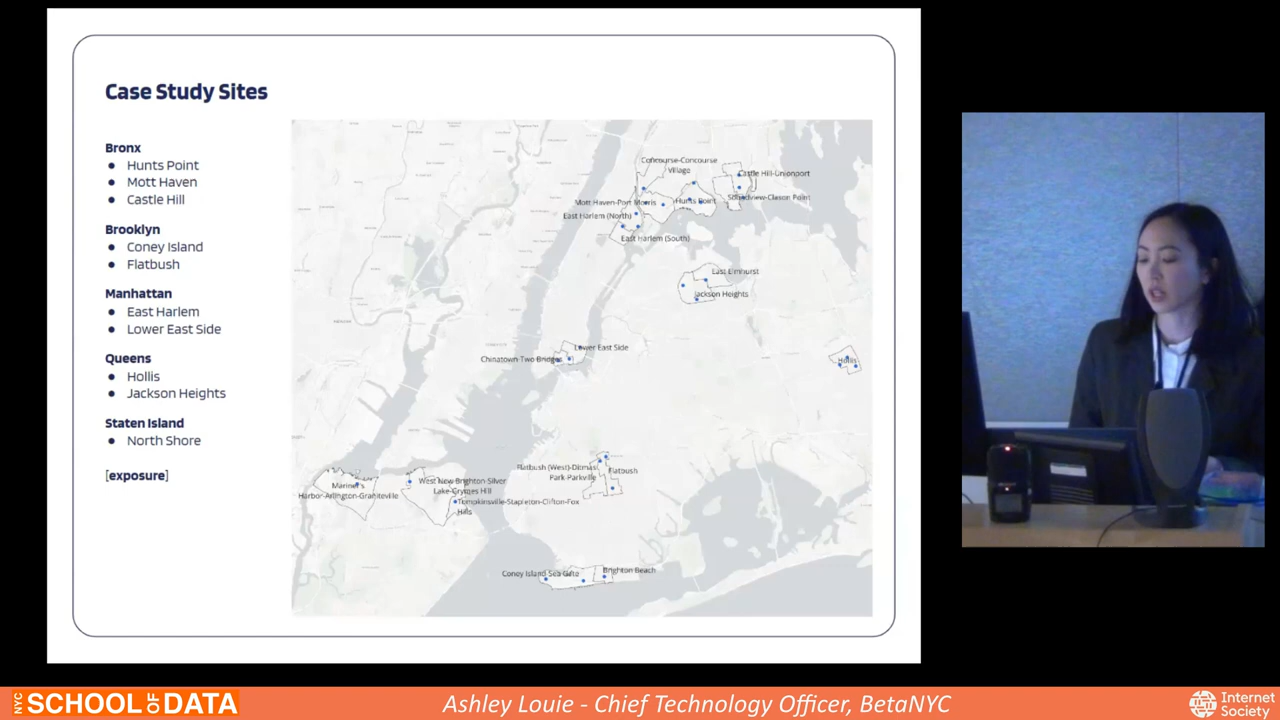 Case Study Sites
Bronx
● Hunts Point
● Mott Haven
● Castle Hill
Brooklyn
● Coney Island
● Flatbush
Manhattan
● East Harlem
● Lower East Side
Queens
● Hollis
● Jackson Heights
Staten Island
● North Shore
[exposure]
Concourse-Concourse
Village
Castle Hill-Unionport
Mott Haven-Port Morris
Hunts Point
Soundview-Clason Point
East Harlem (North)
East Harlem (South)
East Elmhurst
Jackson Heights
Lower East Side
Chinatown-Two Bridges
Hollis
Flatbush (West)-Ditmas
Park-Parkville
Flatbush
Mariner's
Harbor-Arlington-Graniteville
West New Brighton-Silver
Lake-Grymes Hill
Tompkinsville-Stapleton-Clifton-Fox
Hills
Coney Island-Sea Gate
Brighton Beach
NYC SCHOOL OF DATA
Ashley Louie - Chief Technology Officer, BetaNYC
Internet
Society